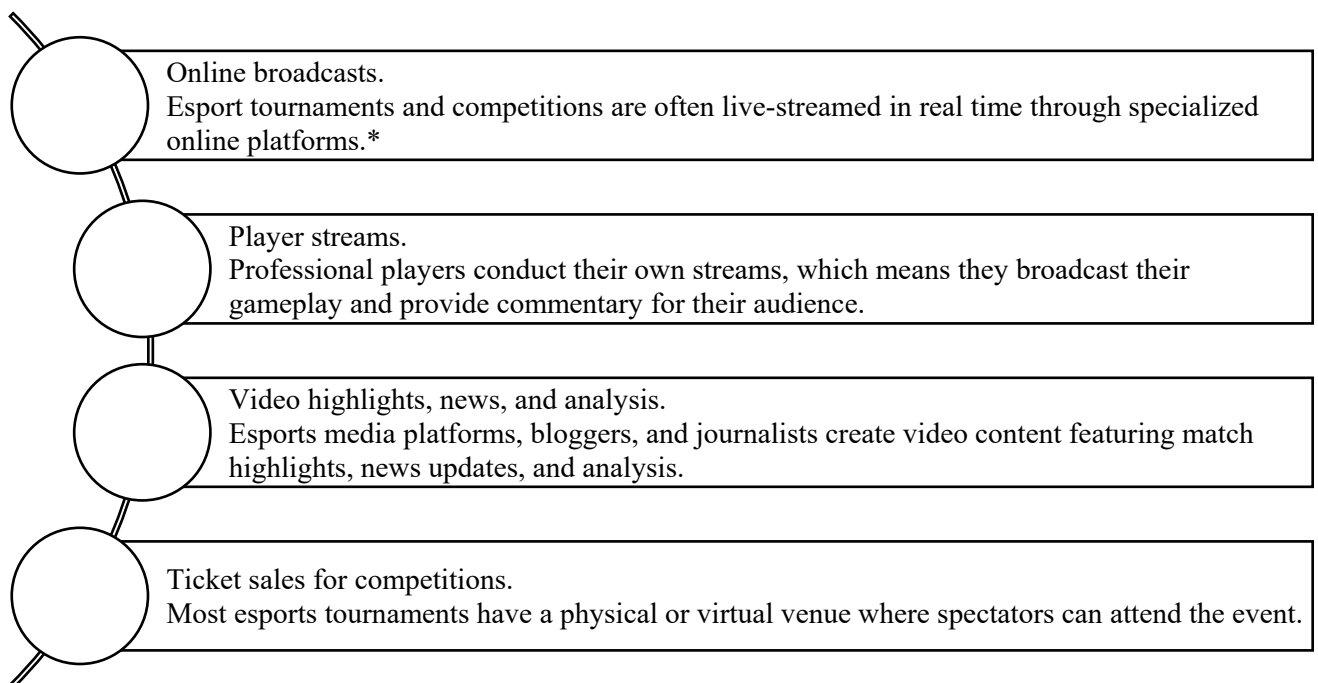 Online broadcasts.
Esport tournaments and competitions are often live-streamed in real time through specialized
online platforms.*
Player streams.
Professional players conduct their own streams, which means they broadcast their
gameplay and provide commentary for their audience.
Video highlights, news, and analysis.
Esports media platforms, bloggers, and journalists create video content featuring match
highlights, news updates, and analysis.
Ticket sales for competitions.
Most esports tournaments have a physical or virtual venue where spectators can attend the event.